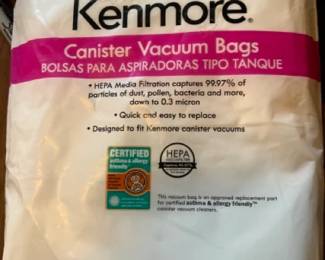 Kenmore®
Canister Vacuum Bags
BOLSAS PARA ASPIRADORAS TIPO TANQUE
• HEPA Media Filtration captures 99.97% of
particles of dust, pollen, bacteria and more,
down to 0.3 micron
• Quick and easy to replace
• Designed to fit Kenmore canister vacuums
CERTIFIED
asthma & allergy
friendly™
HEPA
This vacuum bag is an approved replacement part
for certified asthma & allergy friendly™
canister vacuum cleaners.